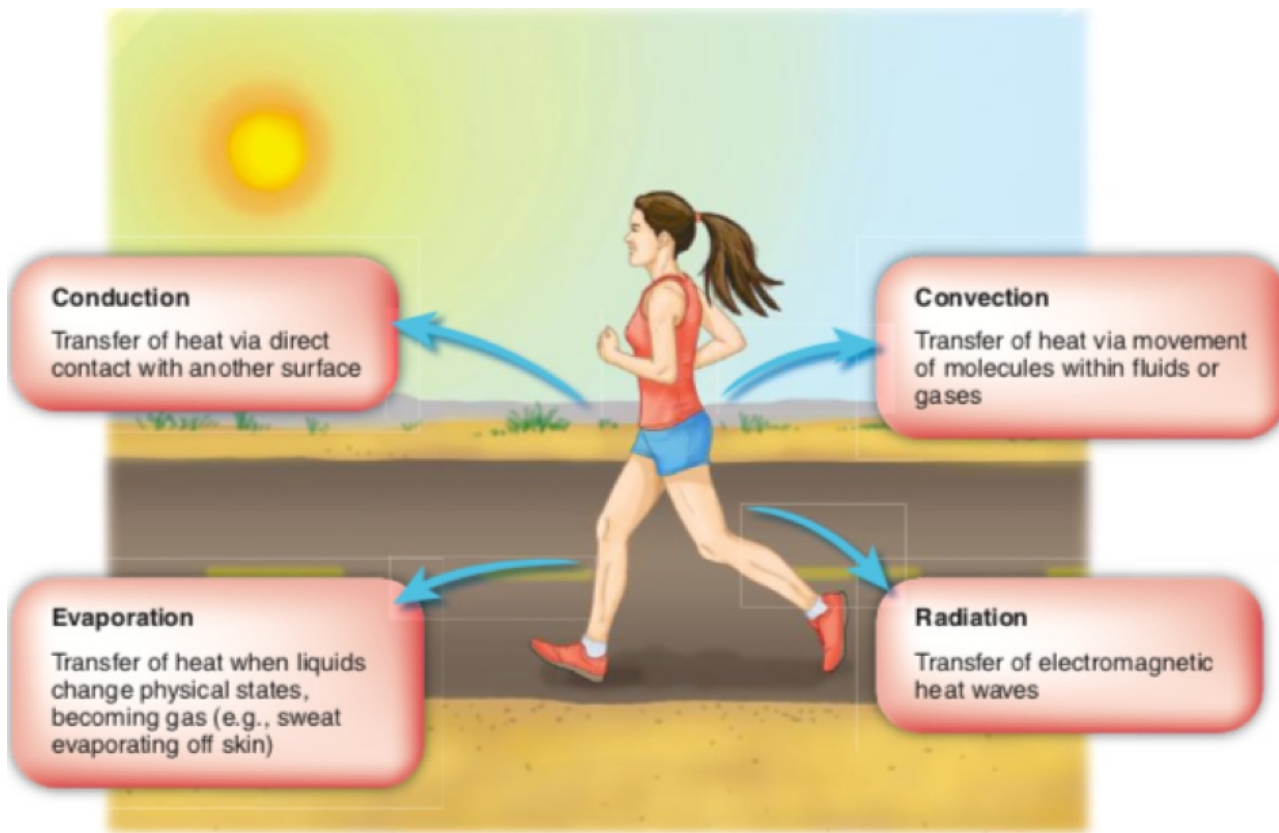 Conduction
Transfer of heat via direct
contact with another surface
Convection
Transfer of heat via movement
of molecules within fluids or
gases
Evaporation
Transfer of heat when liquids
change physical states,
becoming gas (e.g., sweat
evaporating off skin)
Radiation
Transfer of electromagnetic
heat waves